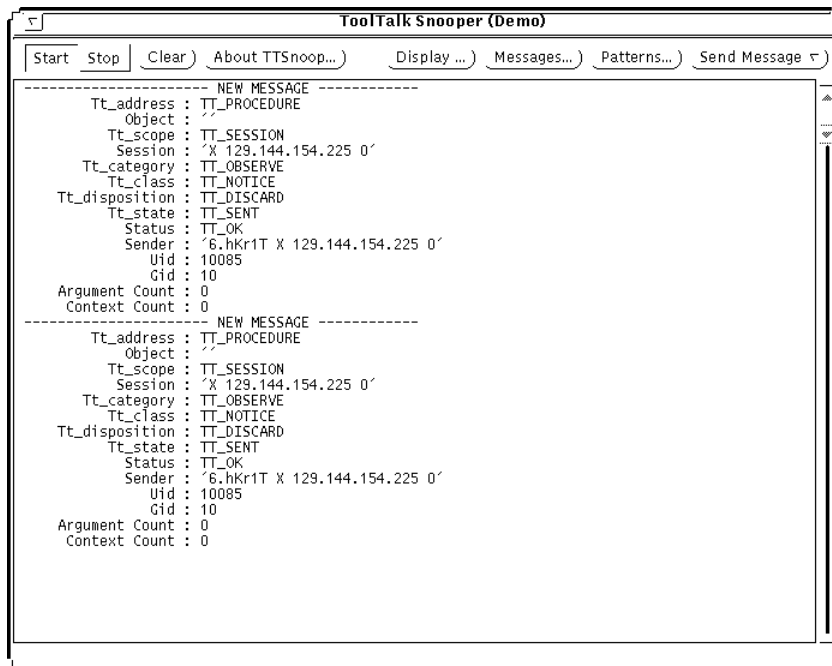 ToolTalk Snooper (Demo)
Start Stop Clear) About TTSnoop...) Display ...) Messages...) Patterns...) Send Message ▽)
---------------------- NEW MESSAGE ------------
Tt_address : TT_PROCEDURE
Object : ´´
Tt_scope : TT_SESSION
Session : ´X 129.144.154.225 0´
Tt_category : TT_OBSERVE
Tt_class : TT_NOTICE
Tt_disposition : TT_DISCARD
Tt_state : TT_SENT
Status : TT_OK
Sender : ´6.hKr1T X 129.144.154.225 0´
Uid : 10085
Gid : 10
Argument Count : 0
Context Count : 0
---------------------- NEW MESSAGE ------------
Tt_address : TT_PROCEDURE
Object : ´´
Tt_scope : TT_SESSION
Session : ´X 129.144.154.225 0´
Tt_category : TT_OBSERVE
Tt_class : TT_NOTICE
Tt_disposition : TT_DISCARD
Tt_state : TT_SENT
Status : TT_OK
Sender : ´6.hKr1T X 129.144.154.225 0´
Uid : 10085
Gid : 10
Argument Count : 0
Context Count : 0